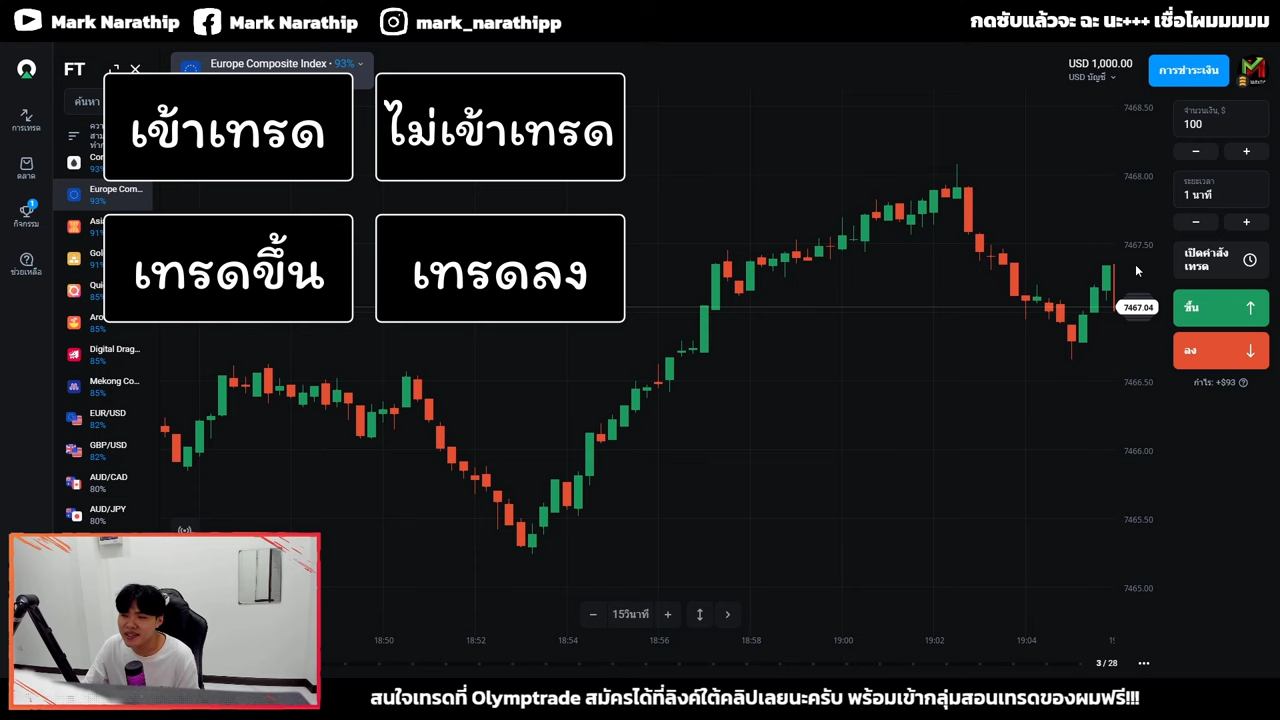 Mark Narathip Mark Narathip mark_narathipp
กดซับแล้วจะ ฉะ นะ+++ เชื่อโผมมมมม
FT
Europe Composite Index · 93%
USD 1,000.00
USD บัญชี
การชำระเงิน
ค้นหา
เข้าเทรด
ไม่เข้าเทรด
เทรดขึ้น
เทรดลง
การเทรด
ตลาด
1
กิจกรรม
ช่วยเหลือ
93%
Europe Com...
93%
91%
91%
85%
85%
Digital Drag...
85%
Mekong Co...
85%
EUR/USD
82%
GBP/USD
82%
AUD/CAD
80%
AUD/JPY
80%
7468.50
7468.00
7467.50
7467.04
7466.50
7466.00
7465.50
7465.00
จำนวนเงิน, $
100
ระยะเวลา
1 นาที
เปิดคำสั่ง
เทรด
ขึ้น
ลง
กำไร: +$93
15วินาที
18:50 18:52 18:54 18:56 18:58 19:00 19:02 19:04
3 / 28
สนใจเทรดที่ Olymptrade สมัครได้ที่ลิงค์ใต้คลิปเลยนะครับ พร้อมเข้ากลุ่มสอนเทรดของผมฟรี!!!